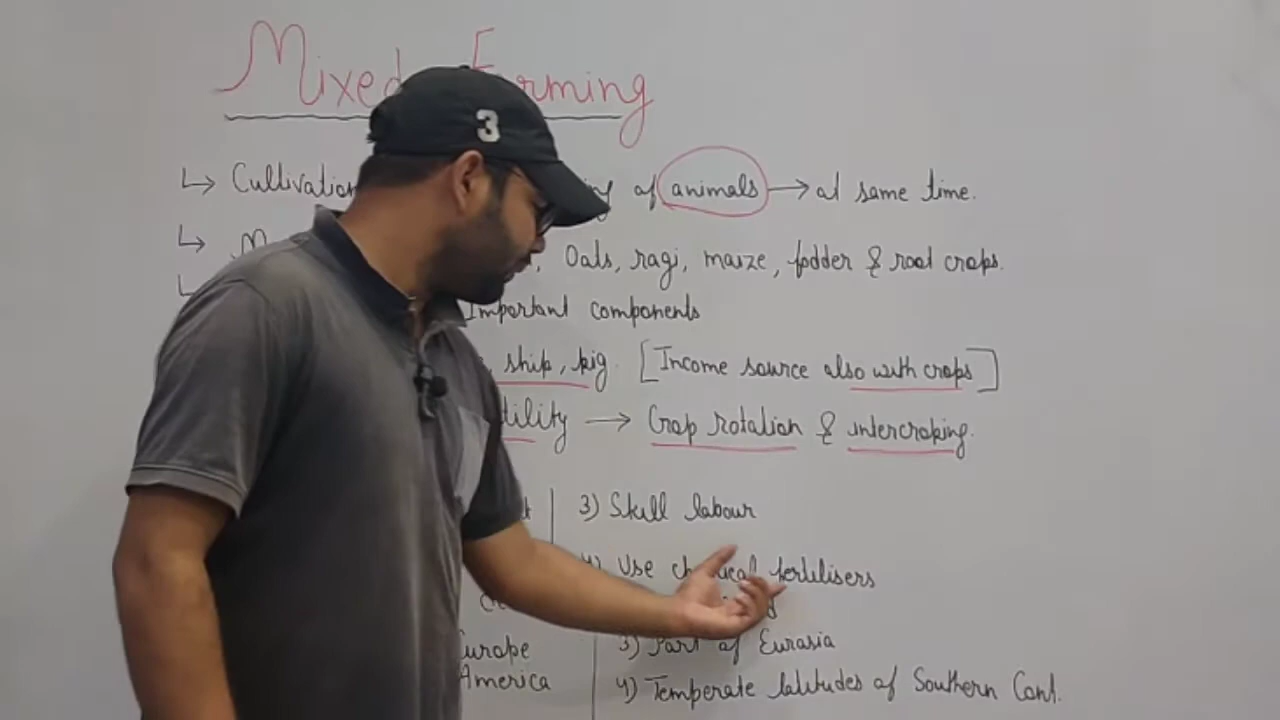 Mixed Farming
3
↳ Cultivation of animals → at same time.
↳ Oats, ragi, maize, fodder & root crops.
↳ Important components
ship, pig. [Income source also with crops]
→ Crop rotation & intercroping.
3) Skill labour
4) Use chemical fertilisers
Europe 3) Part of Eurasia
America 4) Temperate latitudes of Southern Cont.